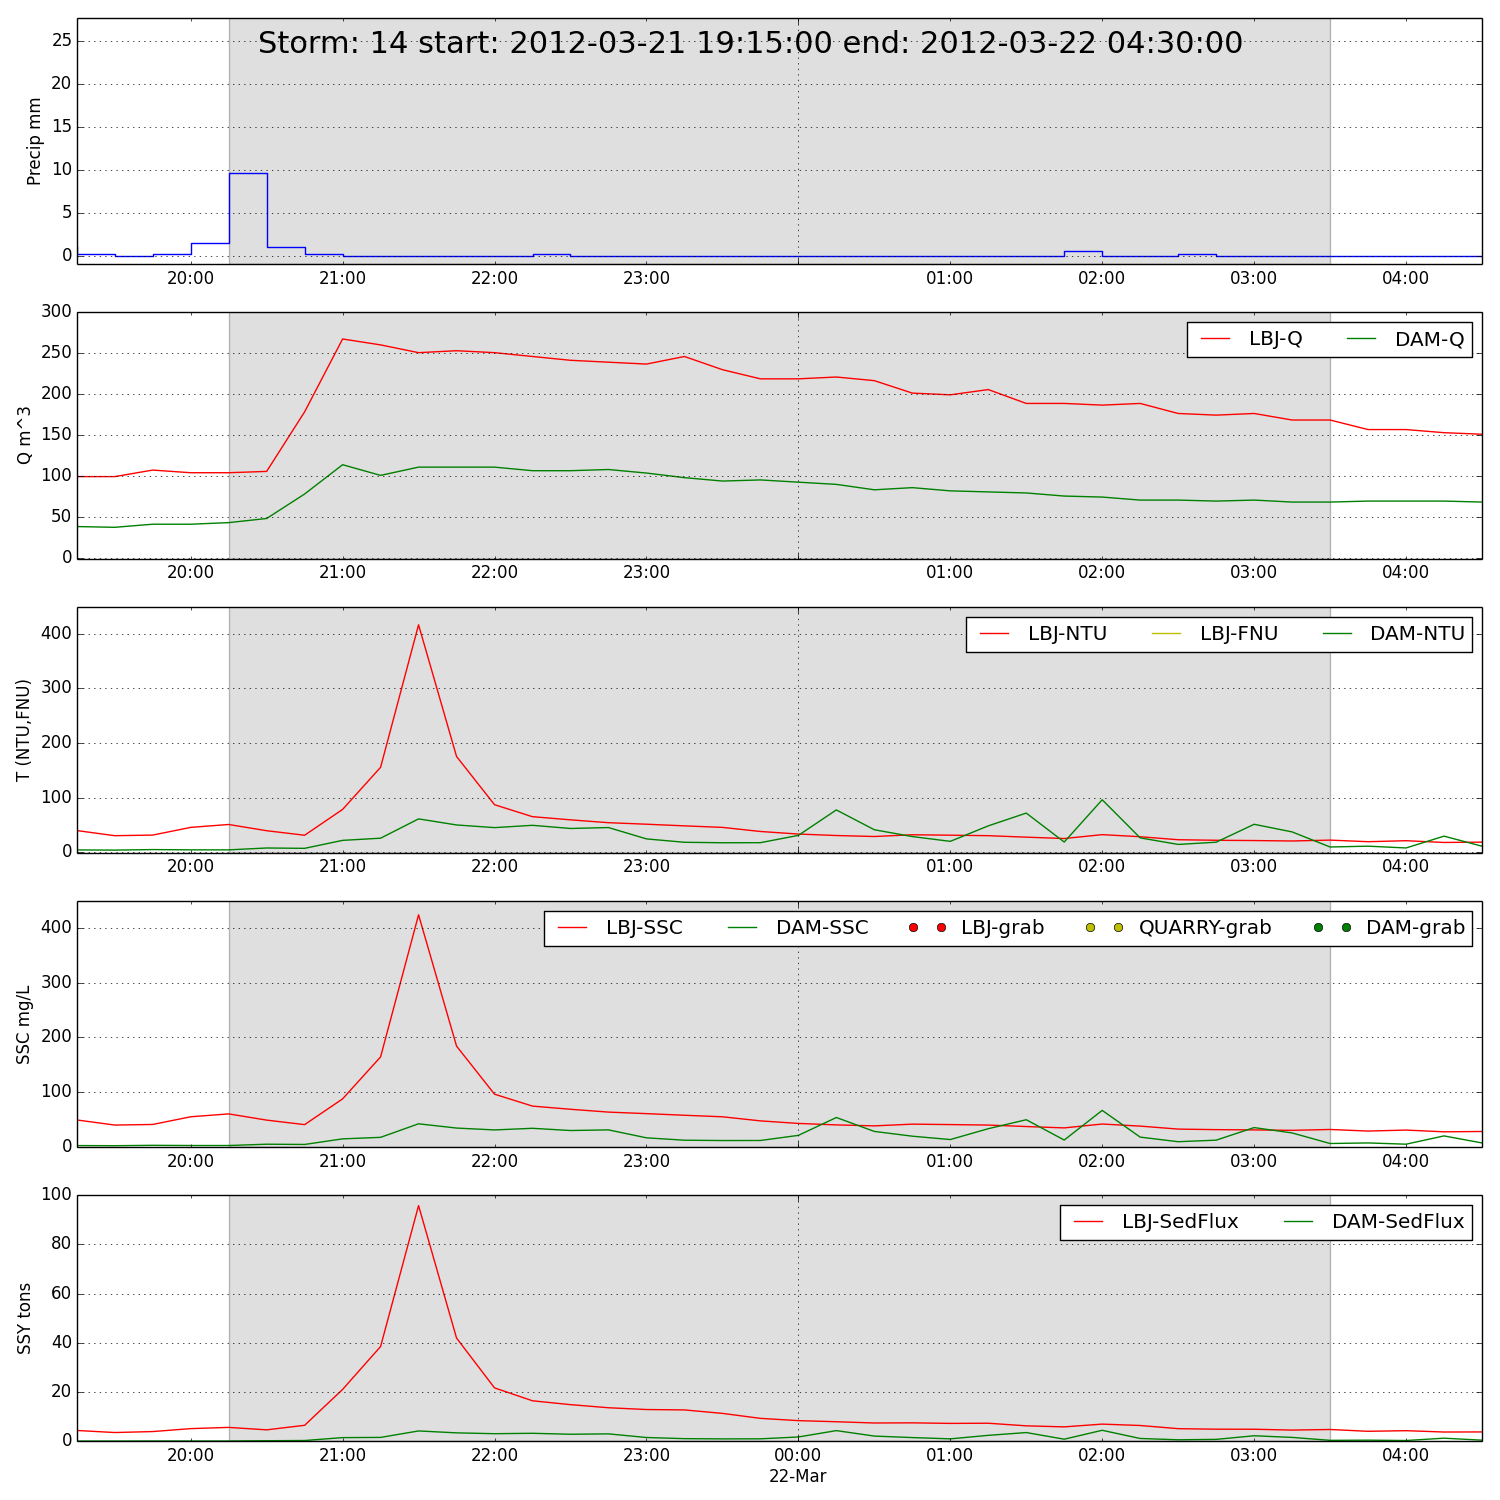 Storm: 14 start: 2012-03-21 19:15:00 end: 2012-03-22 04:30:00
Precip mm
25
20
15
10
5
0
20:00 21:00 22:00 23:00 01:00 02:00 03:00 04:00
LBJ-Q DAM-Q
Q m^3
300
250
200
150
100
50
0
20:00 21:00 22:00 23:00 01:00 02:00 03:00 04:00
LBJ-NTU LBJ-FNU DAM-NTU
T (NTU,FNU)
400
300
200
100
0
20:00 21:00 22:00 23:00 01:00 02:00 03:00 04:00
LBJ-SSC DAM-SSC LBJ-grab QUARRY-grab DAM-grab
SSC mg/L
400
300
200
100
0
20:00 21:00 22:00 23:00 01:00 02:00 03:00 04:00
LBJ-SedFlux DAM-SedFlux
SSY tons
100
80
60
40
20
0
20:00 21:00 22:00 23:00 00:00 01:00 02:00 03:00 04:00
22-Mar